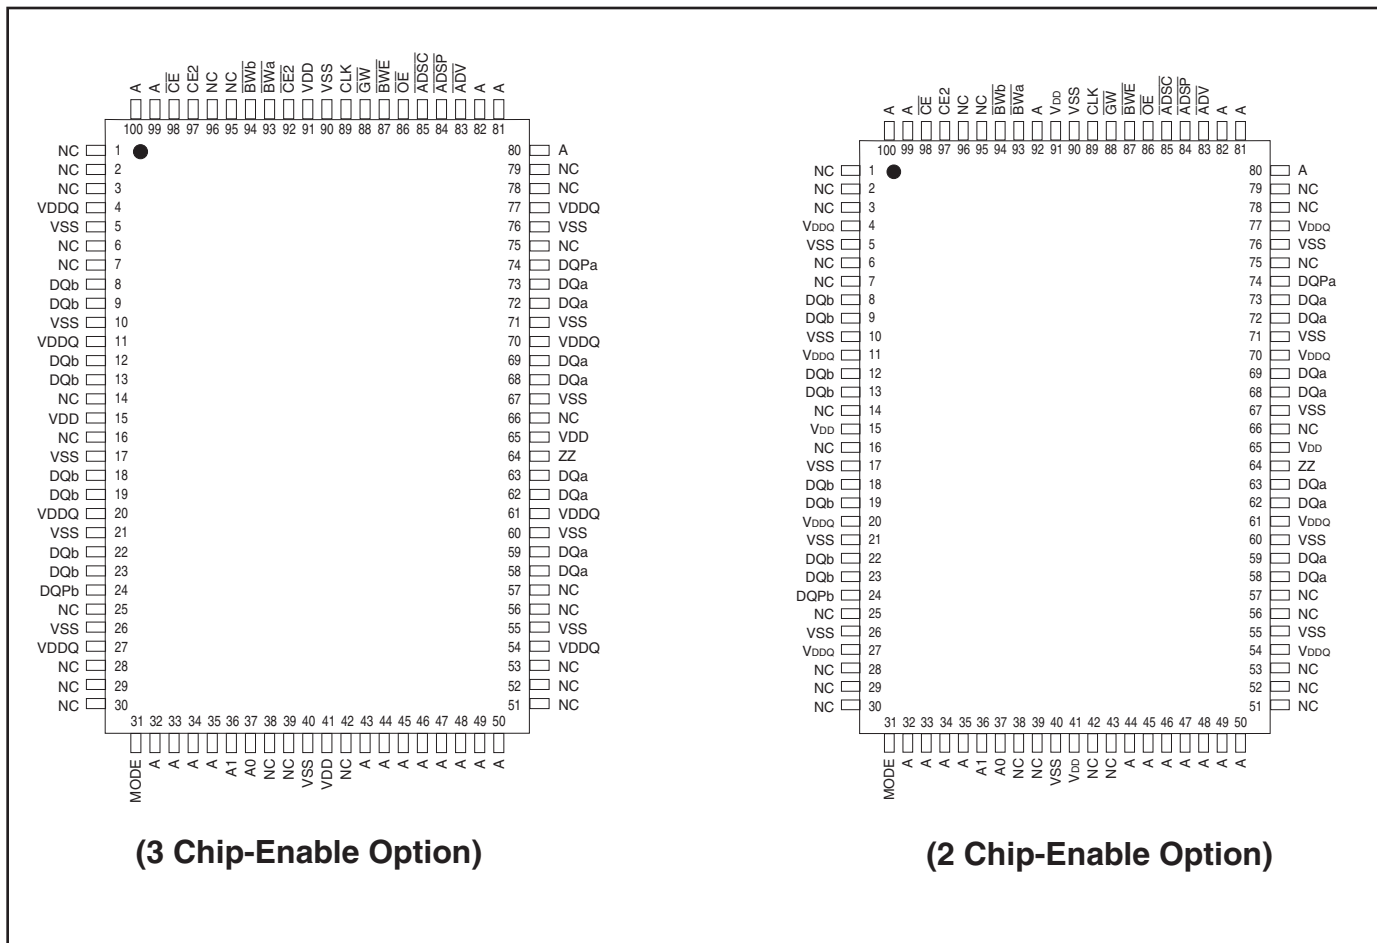 A A CE CE2 NC NC BWb BWa CE2 VDD VSS CLK GW BWE OE ADSC ADSP ADV A A
100 99 98 97 96 95 94 93 92 91 90 89 88 87 86 85 84 83 82 81
NC 1 80 A
NC 2 79 NC
NC 3 78 NC
VDDQ 4 77 VDDQ
VSS 5 76 VSS
NC 6 75 NC
NC 7 74 DQPa
DQb 8 73 DQa
DQb 9 72 DQa
VSS 10 71 VSS
VDDQ 11 70 VDDQ
DQb 12 69 DQa
DQb 13 68 DQa
NC 14 67 VSS
VDD 15 66 NC
NC 16 65 VDD
VSS 17 64 ZZ
DQb 18 63 DQa
DQb 19 62 DQa
VDDQ 20 61 VDDQ
VSS 21 60 VSS
DQb 22 59 DQa
DQb 23 58 DQa
DQPb 24 57 NC
NC 25 56 NC
VSS 26 55 VSS
VDDQ 27 54 VDDQ
NC 28 53 NC
NC 29 52 NC
NC 30 51 NC
31 32 33 34 35 36 37 38 39 40 41 42 43 44 45 46 47 48 49 50
MODE A A A A A1 A0 NC NC VSS VDD NC A A A A A A A A
(3 Chip-Enable Option)
A A CE CE2 NC NC BWb BWa A VDD VSS CLK GW BWE OE ADSC ADSP ADV A A
100 99 98 97 96 95 94 93 92 91 90 89 88 87 86 85 84 83 82 81
NC 1 80 A
NC 2 79 NC
NC 3 78 NC
VDDQ 4 77 VDDQ
VSS 5 76 VSS
NC 6 75 NC
NC 7 74 DQPa
DQb 8 73 DQa
DQb 9 72 DQa
VSS 10 71 VSS
VDDQ 11 70 VDDQ
DQb 12 69 DQa
DQb 13 68 DQa
NC 14 67 VSS
VDD 15 66 NC
NC 16 65 VDD
VSS 17 64 ZZ
DQb 18 63 DQa
DQb 19 62 DQa
VDDQ 20 61 VDDQ
VSS 21 60 VSS
DQb 22 59 DQa
DQb 23 58 DQa
DQPb 24 57 NC
NC 25 56 NC
VSS 26 55 VSS
VDDQ 27 54 VDDQ
NC 28 53 NC
NC 29 52 NC
NC 30 51 NC
31 32 33 34 35 36 37 38 39 40 41 42 43 44 45 46 47 48 49 50
MODE A A A A A1 A0 NC NC VSS VDD NC NC A A A A A A A
(2 Chip-Enable Option)